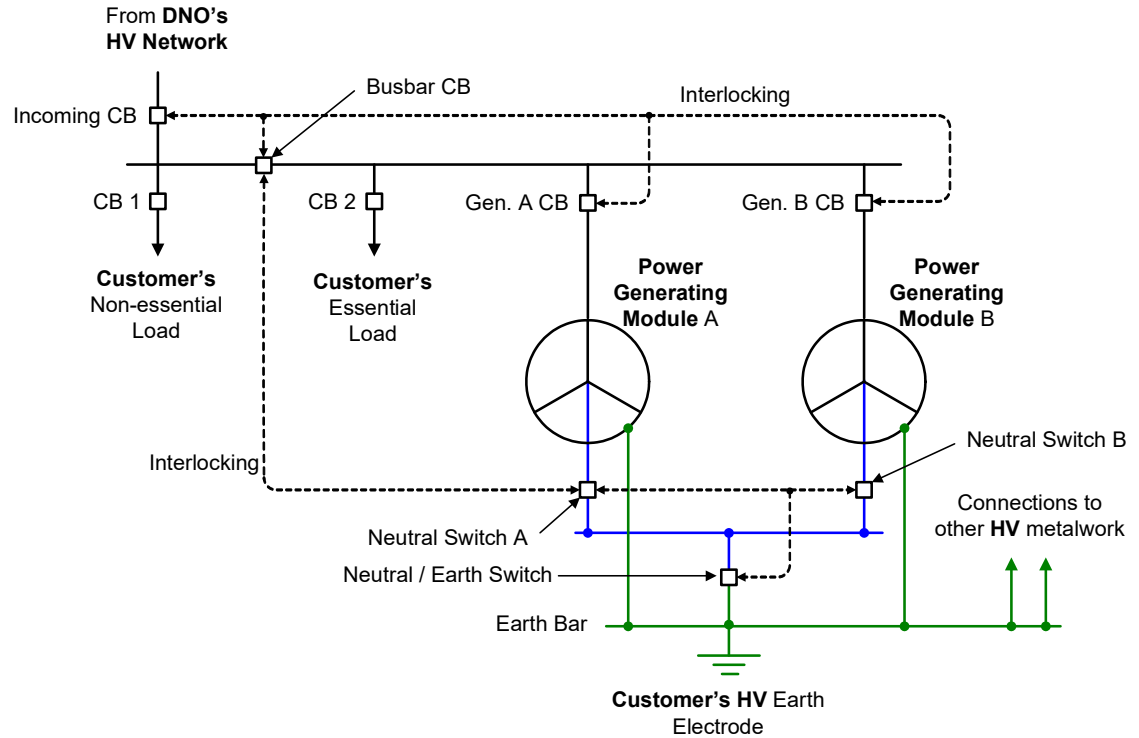 From DNO's
HV Network
Busbar CB
Interlocking
Incoming CB
CB 1
CB 2
Gen. A CB
Gen. B CB
Customer's
Non-essential
Load
Customer's
Essential
Load
Power
Generating
Module A
Power
Generating
Module B
Interlocking
Neutral Switch B
Neutral Switch A
Connections to
other HV metalwork
Neutral / Earth Switch
Earth Bar
Customer's HV Earth
Electrode